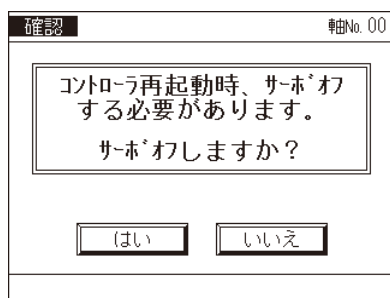 確認
軸No. 00
ｺﾝﾄﾛｰﾗ再起動時、ｻｰﾎﾞｵﾌ
する必要があります。
ｻｰﾎﾞｵﾌしますか？
はい
いいえ